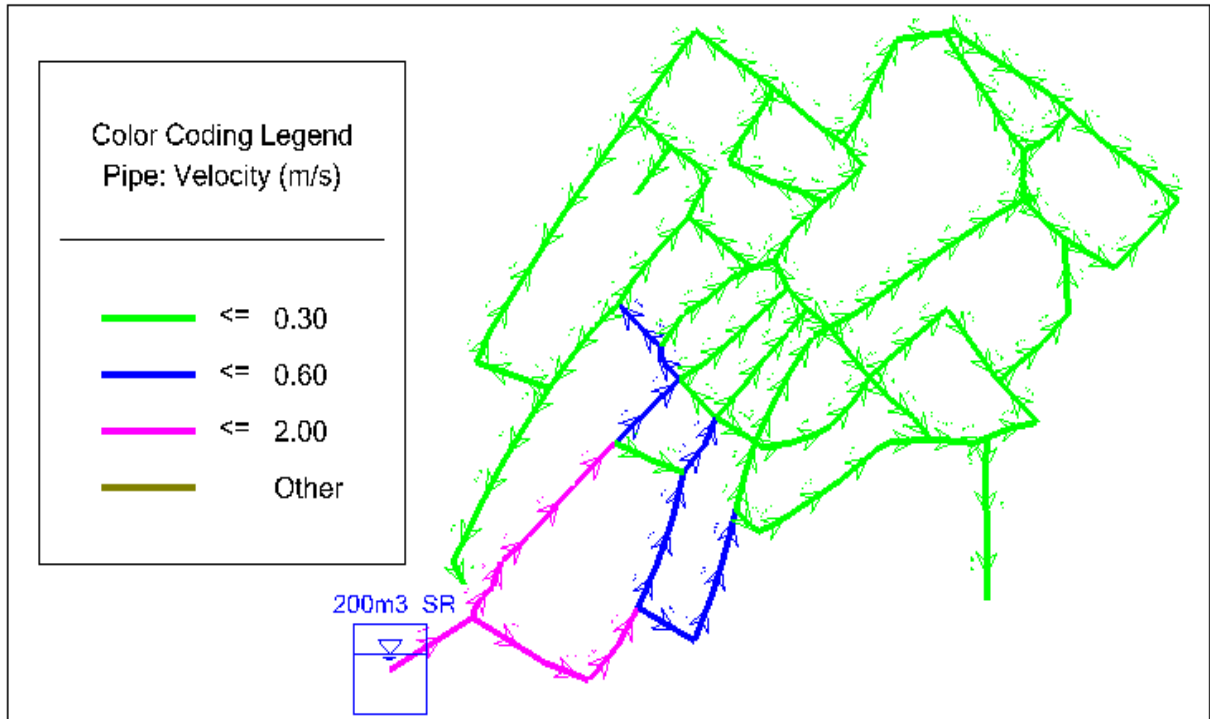 Color Coding Legend
Pipe: Velocity (m/s)
<= 0.30
<= 0.60
<= 2.00
Other
200m3 SR